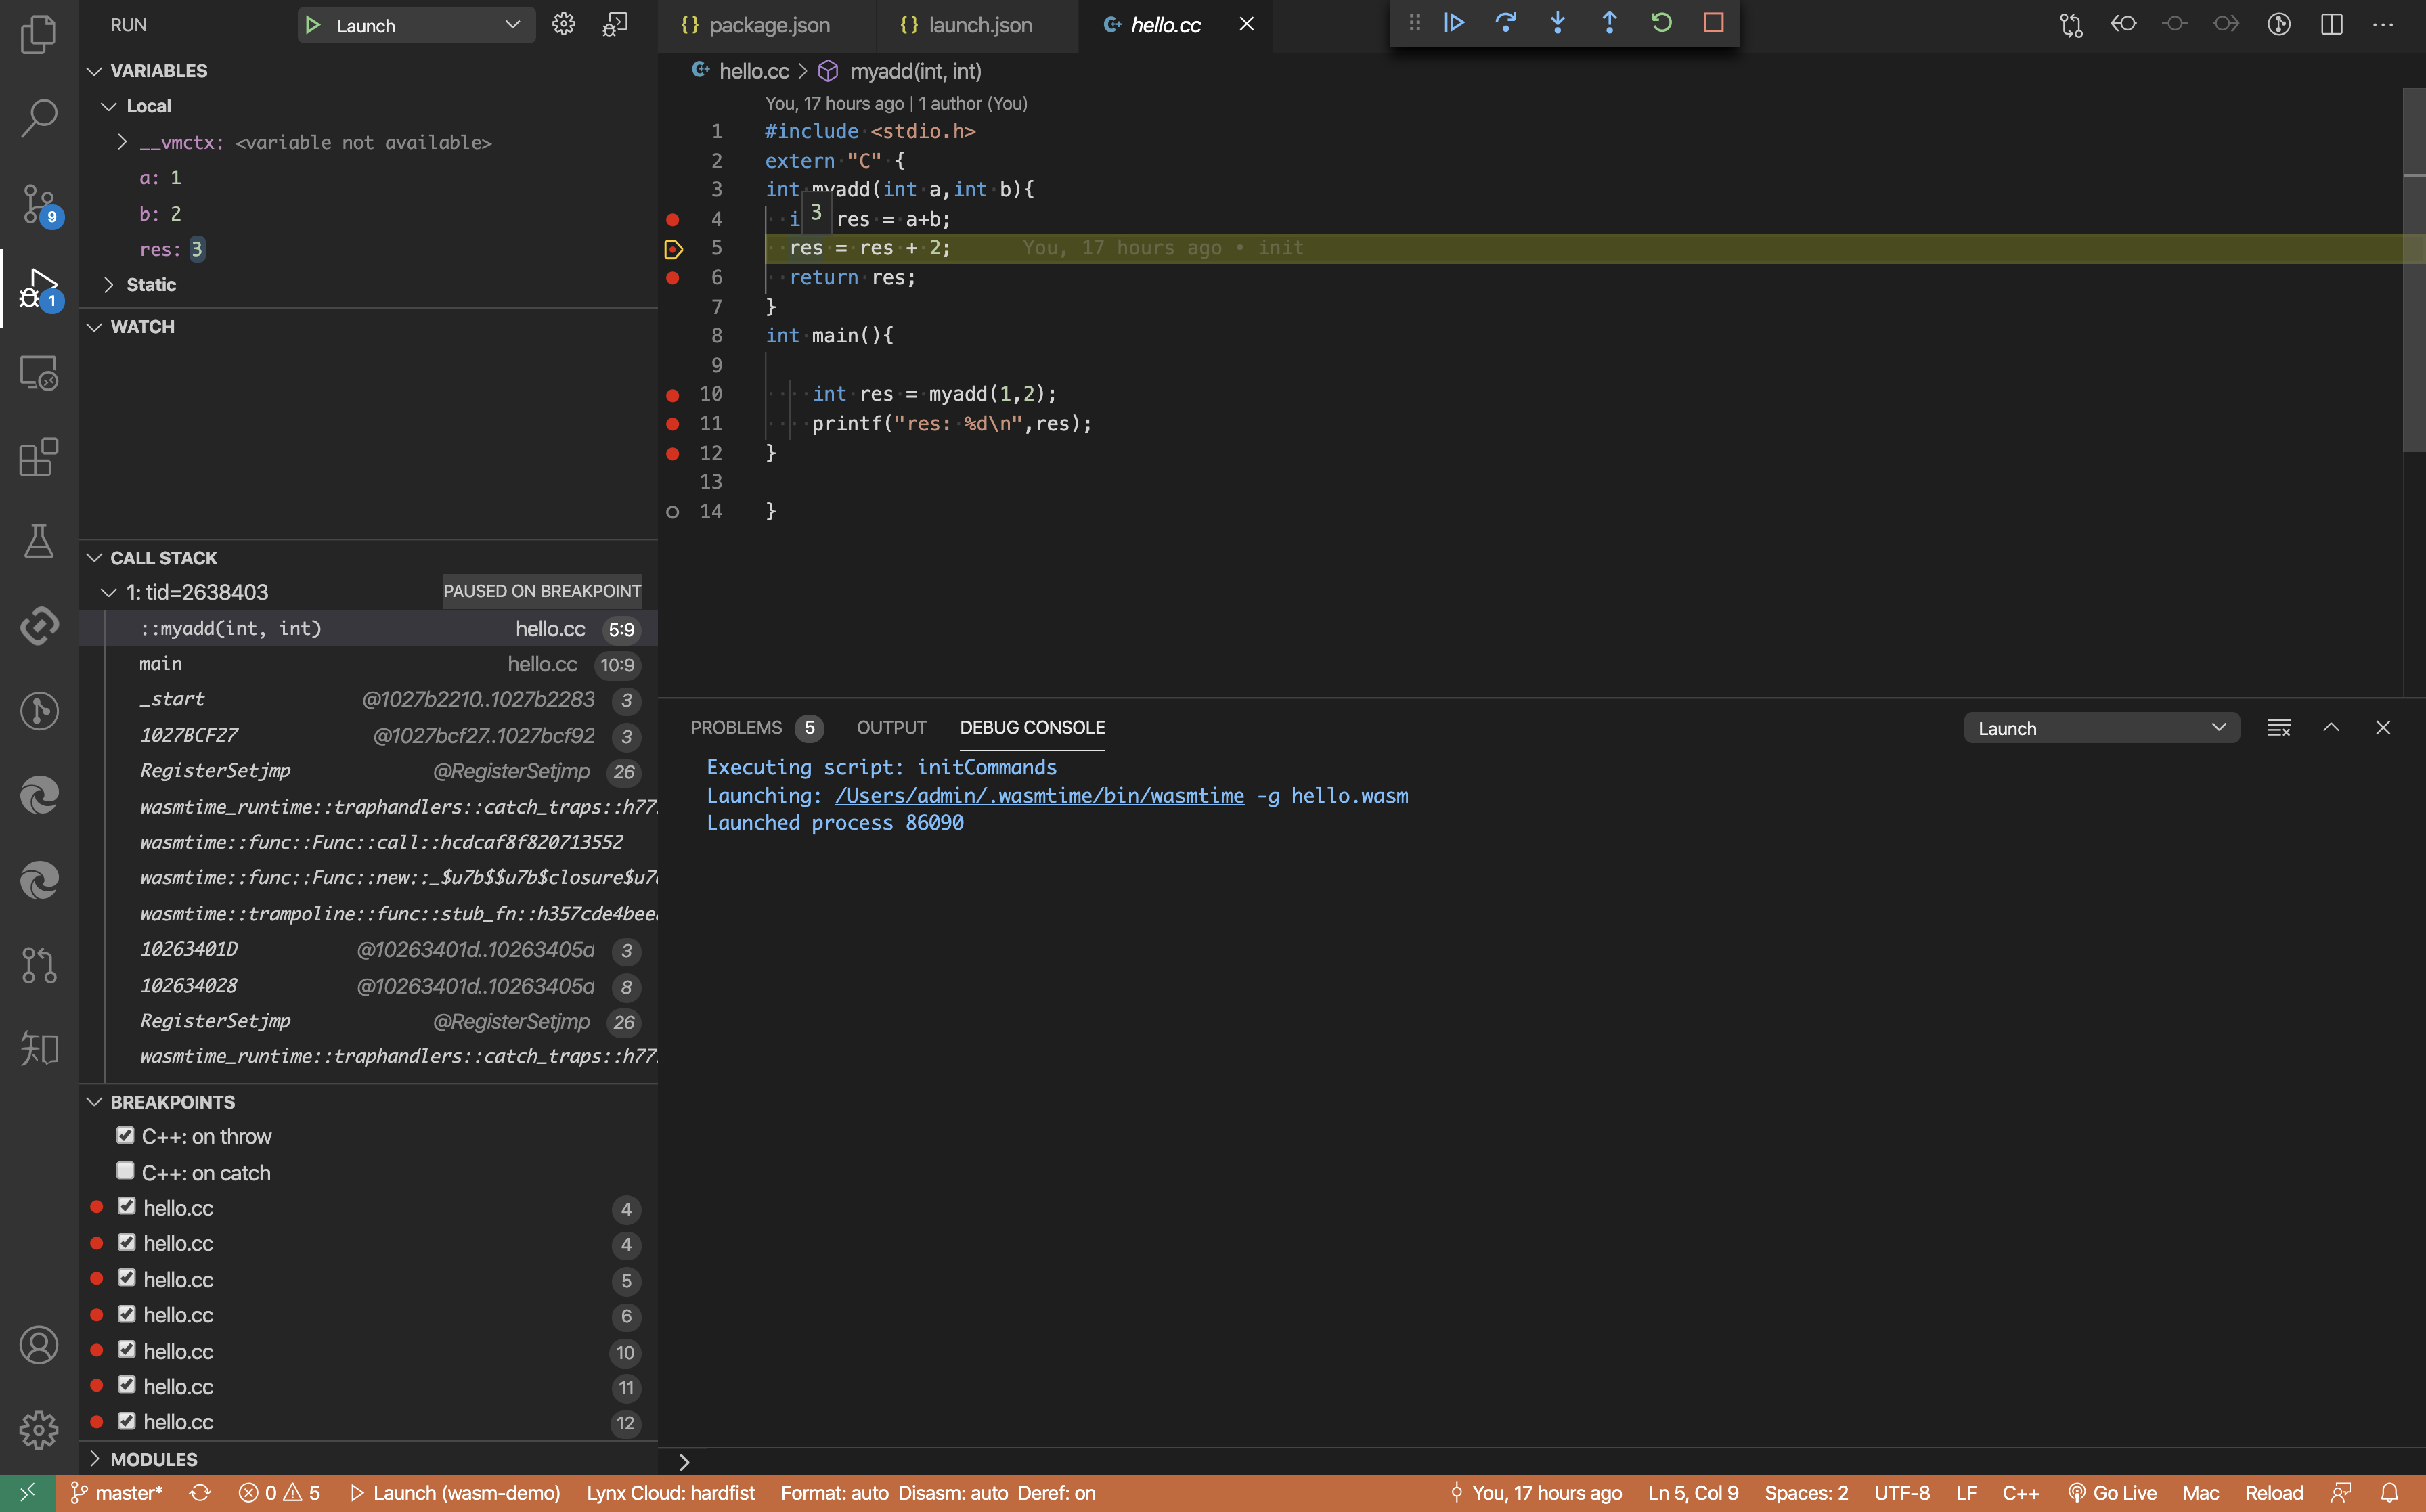 RUN
Launch
VARIABLES
Local
__vmctx: <variable not available>
a: 1
b: 2
res: 3
Static
WATCH
CALL STACK
1: tid=2638403 PAUSED ON BREAKPOINT
::myadd(int, int) hello.cc 5:9
main hello.cc 10:9
_start @1027b2210..1027b2283 3
1027BCF27 @1027bcf27..1027bcf92 3
RegisterSetjmp @RegisterSetjmp 26
wasmtime_runtime::traphandlers::catch_traps::h77
wasmtime::func::Func::call::hcdcaf8f820713552
wasmtime::func::Func::new::_$u7b$$u7b$closure$u7
wasmtime::trampoline::func::stub_fn::h357cde4bee
10263401D @10263401d..10263405d 3
102634028 @10263401d..10263405d 8
RegisterSetjmp @RegisterSetjmp 26
wasmtime_runtime::traphandlers::catch_traps::h77
BREAKPOINTS
C++: on throw
C++: on catch
hello.cc 4
hello.cc 4
hello.cc 5
hello.cc 6
hello.cc 10
hello.cc 11
hello.cc 12
MODULES
9
1
知
{} package.json
{} launch.json
hello.cc
hello.cc > myadd(int, int)
You, 17 hours ago | 1 author (You)
1 #include <stdio.h>
2 extern "C" {
3 int myadd(int a,int b){
4 i 3 res = a+b;
5 res = res + 2; You, 17 hours ago • init
6 return res;
7 }
8 int main(){
9
10 int res = myadd(1,2);
11 printf("res: %d\n",res);
12 }
13
14 }
PROBLEMS 5 OUTPUT DEBUG CONSOLE Launch
Executing script: initCommands
Launching: /Users/admin/.wasmtime/bin/wasmtime -g hello.wasm
Launched process 86090
master* 0 5 Launch (wasm-demo) Lynx Cloud: hardfist Format: auto Disasm: auto Deref: on You, 17 hours ago Ln 5, Col 9 Spaces: 2 UTF-8 LF C++ Go Live Mac Reload